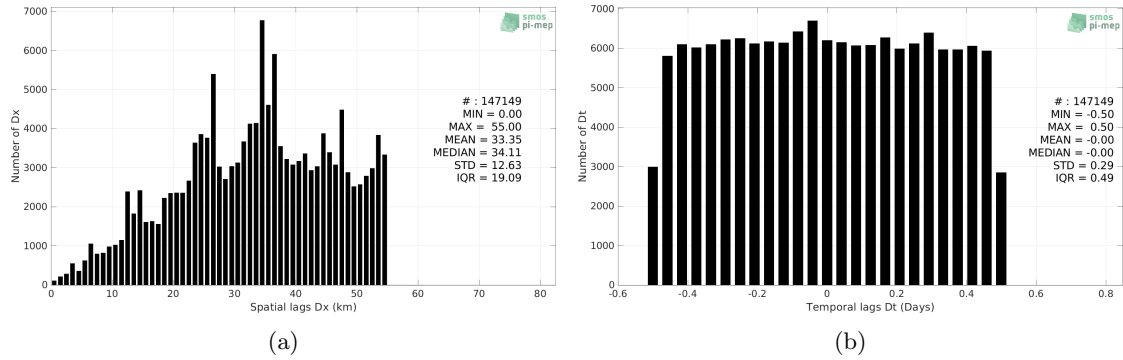 7000
6000
5000
4000
3000
2000
1000
0
Number of Dx
0 10 20 30 40 50 60 70 80
Spatial lags Dx (km)
smos
pi-mep
# : 147149
MIN = 0.00
MAX = 55.00
MEAN = 33.35
MEDIAN = 34.11
STD = 12.63
IQR = 19.09
(a)
7000
6000
5000
4000
3000
2000
1000
0
Number of Dt
-0.6 -0.4 -0.2 0 0.2 0.4 0.6 0.8
Temporal lags Dt (Days)
smos
pi-mep
# : 147149
MIN = -0.50
MAX = 0.50
MEAN = -0.00
MEDIAN = -0.00
STD = 0.29
IQR = 0.49
(b)